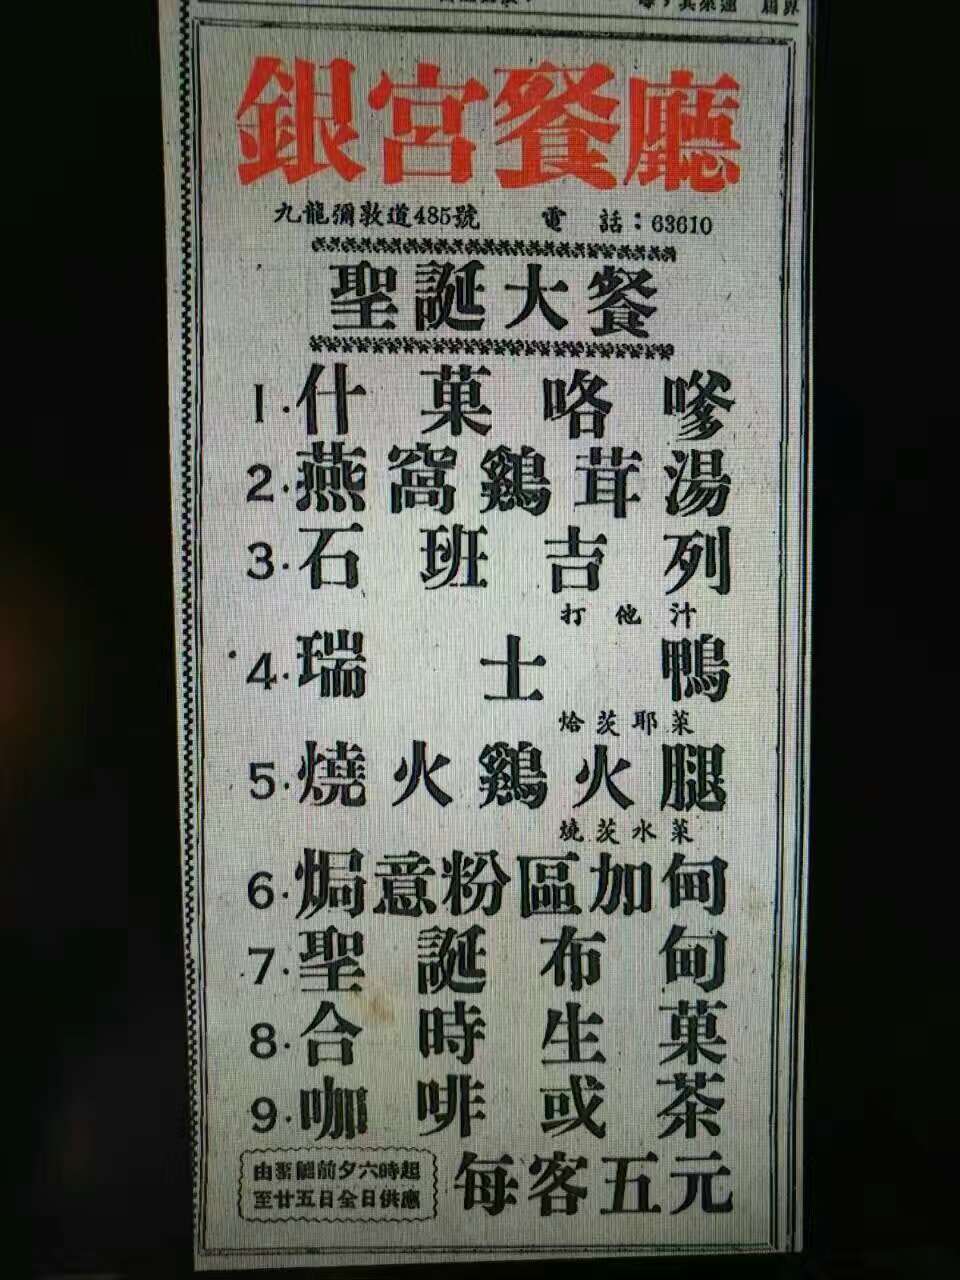 銀宮餐廳
九龍彌敦道485號 電話：63610
聖誕大餐
1.什菓咯嗲
2.燕窩鷄茸湯
3.石班吉列
打他汁
4.瑞士鴨
燴茨耶菜
5.燒火鷄火腿
燒茨水菜
6.焗意粉區加甸
7.聖誕布甸
8.合時生菓
9.咖啡或茶
由聖誕前夕六時起
至廿五日全日供應
每客五元